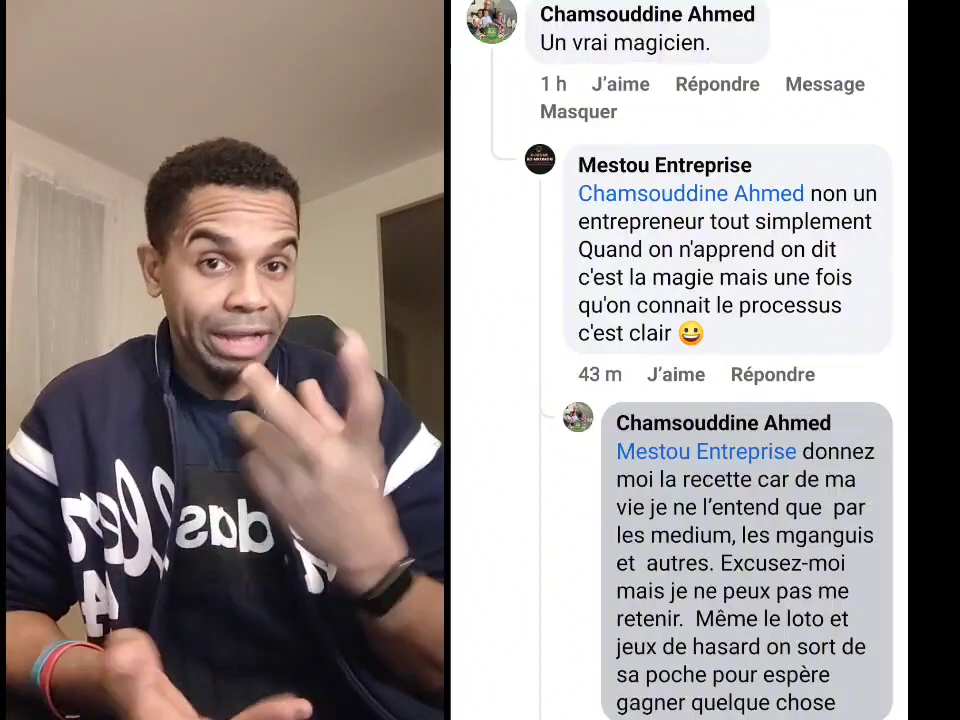 Chamsouddine Ahmed
Un vrai magicien.
1 h J’aime Répondre Message
Masquer
Mestou Entreprise
Chamsouddine Ahmed non un
entrepreneur tout simplement
Quand on n'apprend on dit
c'est la magie mais une fois
qu'on connait le processus
c'est clair 😀
43 m J’aime Répondre
Chamsouddine Ahmed
Mestou Entreprise donnez
moi la recette car de ma
vie je ne l’entend que par
les medium, les mganguis
et autres. Excusez-moi
mais je ne peux pas me
retenir. Même le loto et
jeux de hasard on sort de
sa poche pour espère
gagner quelque chose